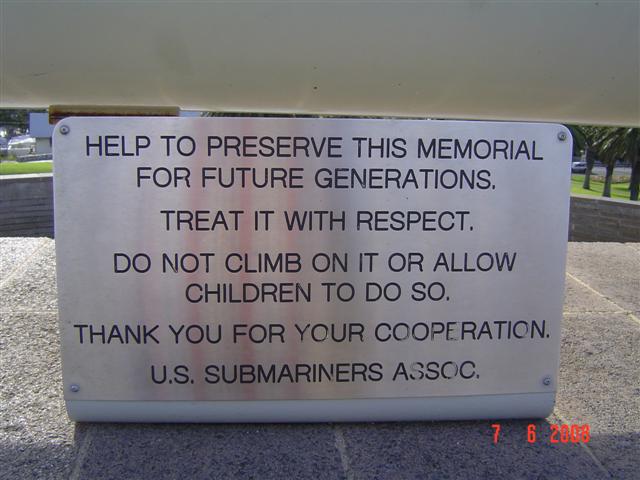 HELP TO PRESERVE THIS MEMORIAL
FOR FUTURE GENERATIONS.
TREAT IT WITH RESPECT.
DO NOT CLIMB ON IT OR ALLOW
CHILDREN TO DO SO.
THANK YOU FOR YOUR COOPERATION.
U.S. SUBMARINERS ASSOC.
7 6 2008